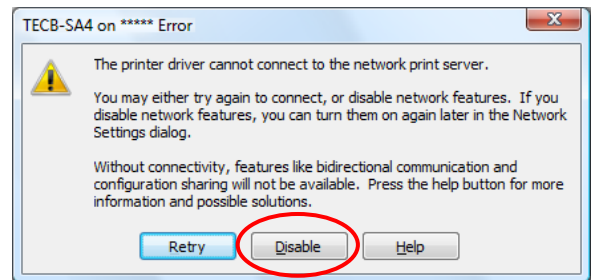 TECB-SA4 on ***** Error
The printer driver cannot connect to the network print server.
You may either try again to connect, or disable network features. If you
disable network features, you can turn them on again later in the Network
Settings dialog.
Without connectivity, features like bidirectional communication and
configuration sharing will not be available. Press the help button for more
information and possible solutions.
Retry Disable Help